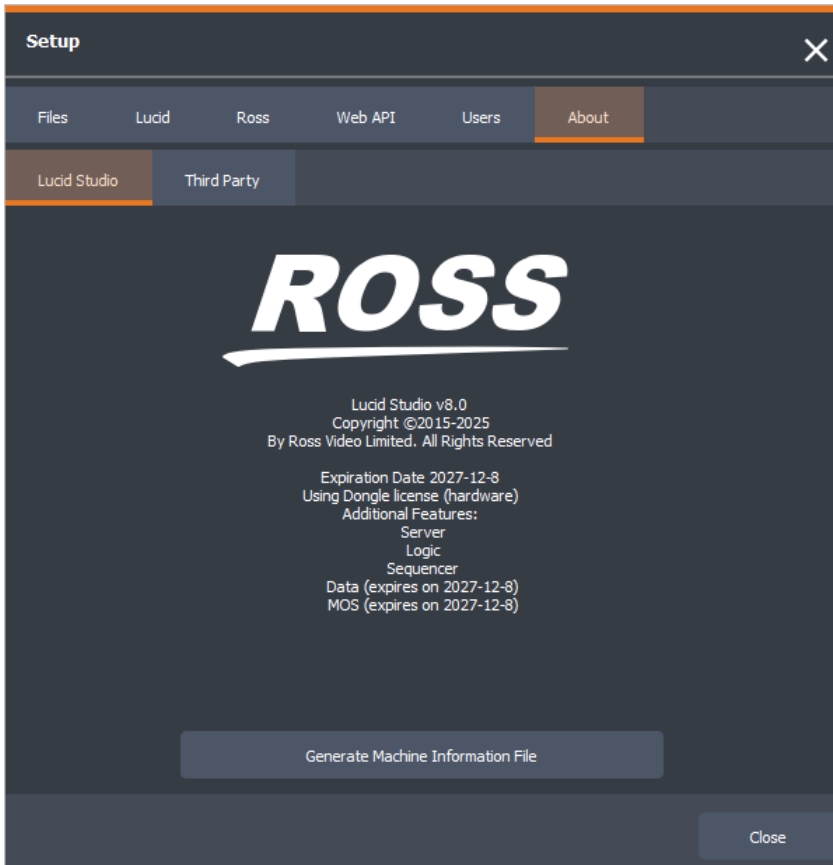 Setup
Files Lucid Ross Web API Users About
Lucid Studio Third Party
ROSS
Lucid Studio v8.0
Copyright ©2015-2025
By Ross Video Limited. All Rights Reserved
Expiration Date 2027-12-8
Using Dongle license (hardware)
Additional Features:
Server
Logic
Sequencer
Data (expires on 2027-12-8)
MOS (expires on 2027-12-8)
Generate Machine Information File
Close